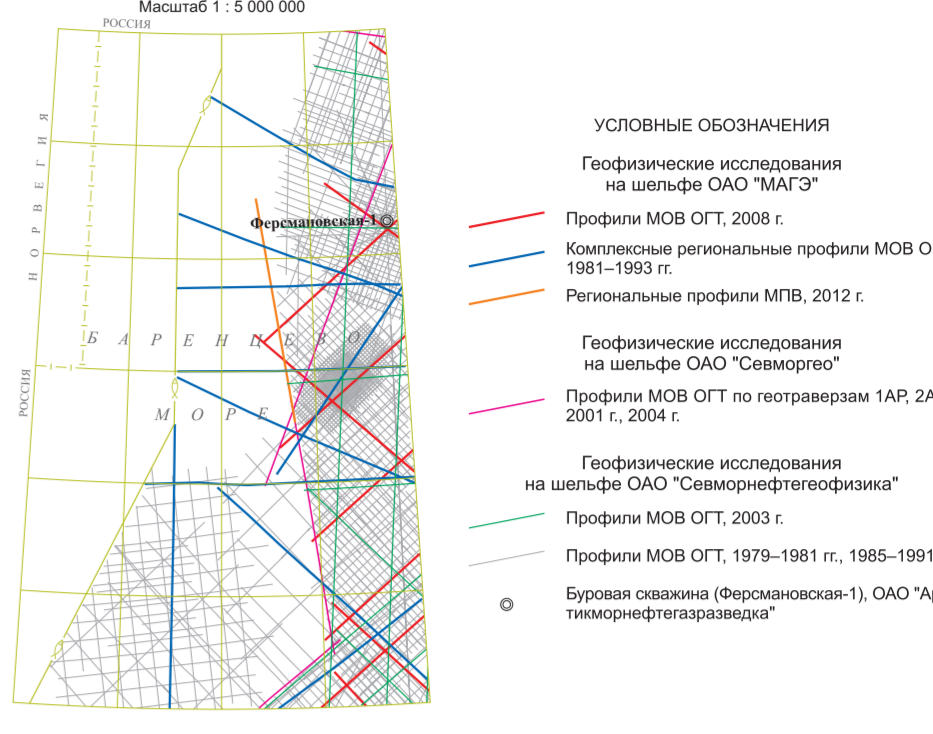 Масштаб 1 : 5 000 000
РОССИЯ
НОРВЕГИЯ
Ферсмановская-1
БАРЕНЦЕВО
РОССИЯ
МОРЕ
УСЛОВНЫЕ ОБОЗНАЧЕНИЯ
Геофизические исследования
на шельфе ОАО "МАГЭ"
Профили МОВ ОГТ, 2008 г.
Комплексные региональные профили МОВ О
1981–1993 гг.
Региональные профили МПВ, 2012 г.
Геофизические исследования
на шельфе ОАО "Севморгео"
Профили МОВ ОГТ по геотраверзам 1АР, 2А
2001 г., 2004 г.
Геофизические исследования
на шельфе ОАО "Севморнефтегеофизика"
Профили МОВ ОГТ, 2003 г.
Профили МОВ ОГТ, 1979–1981 гг., 1985–1991
Буровая скважина (Ферсмановская-1), ОАО "Ар
тикморнефтегазразведка"